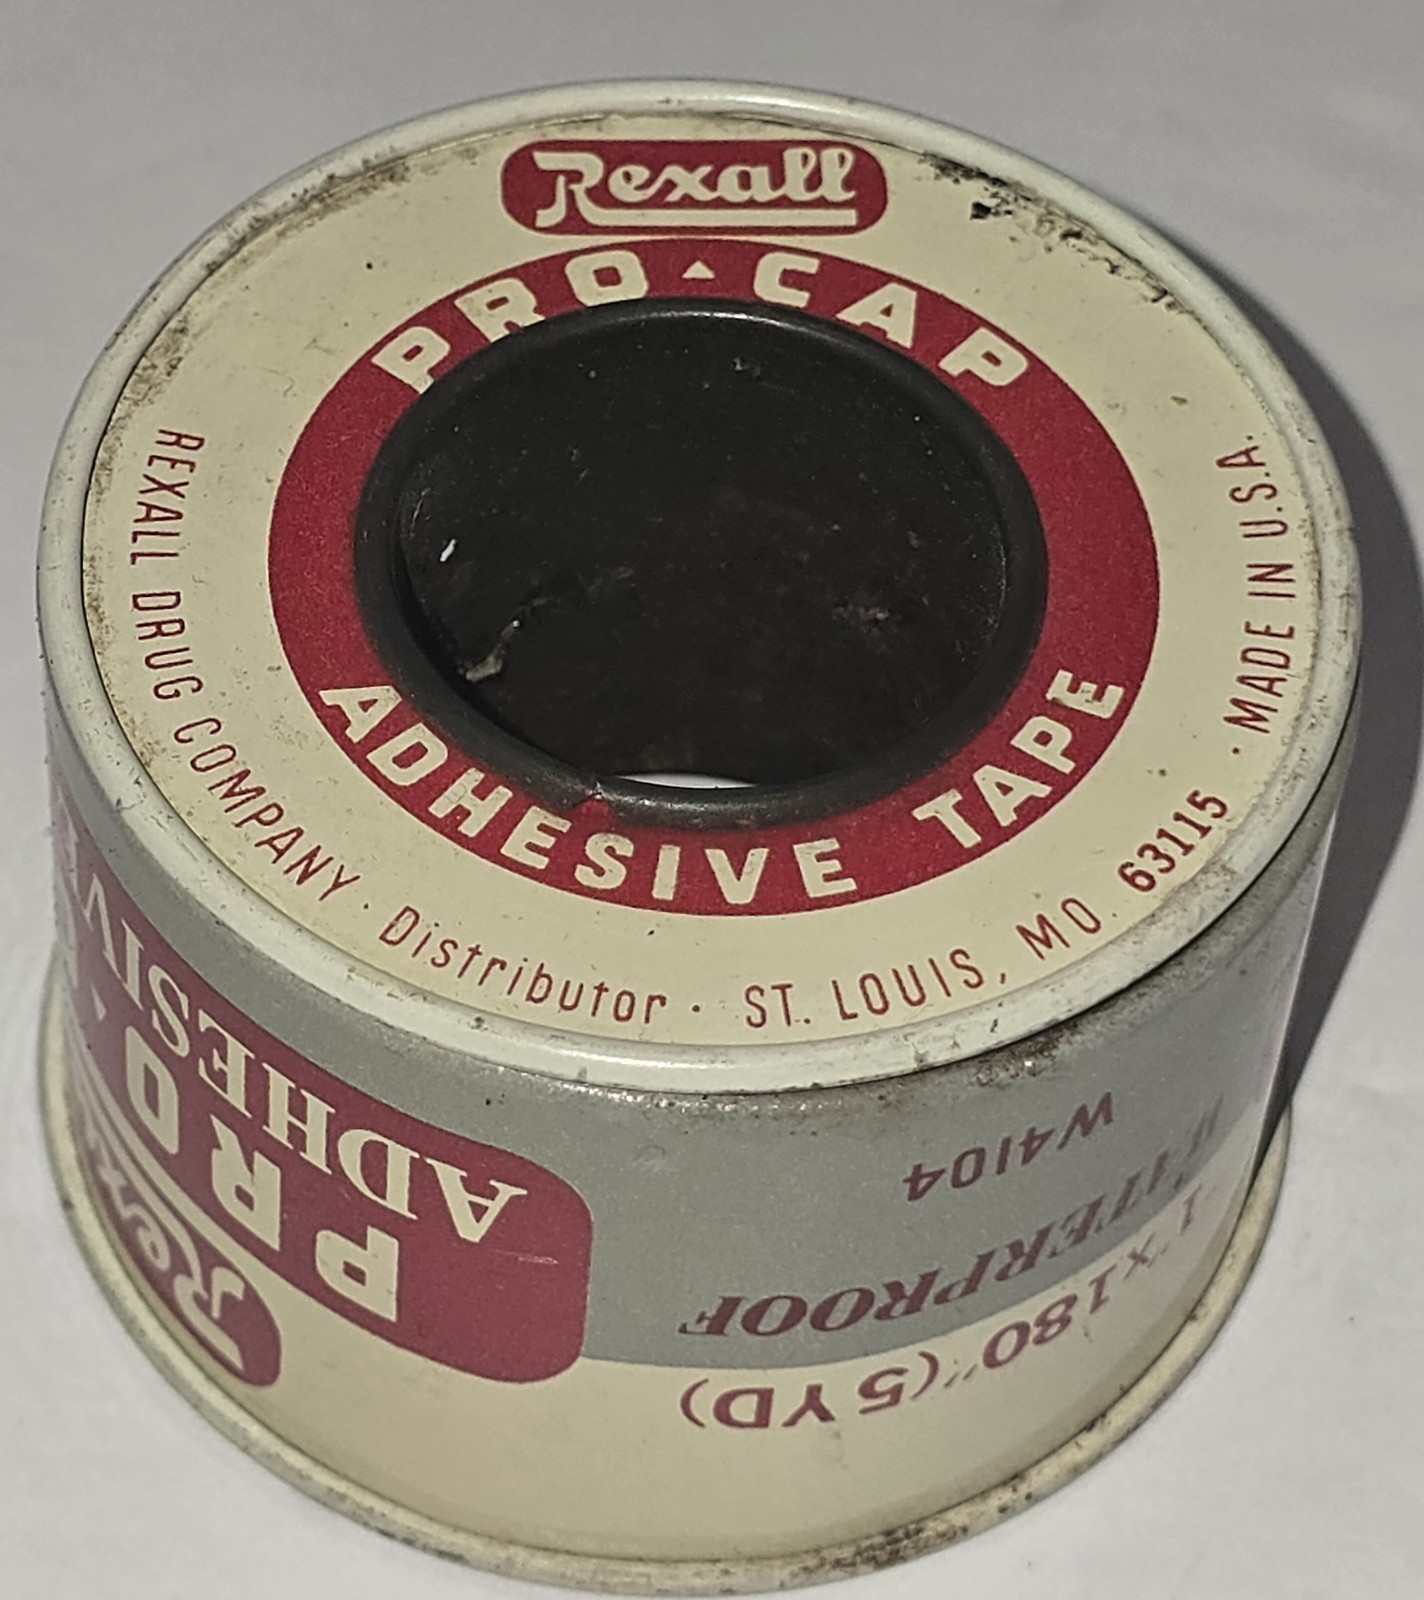 Rexall
PRO CAP
ADHESIVE TAPE
REXALL DRUG COMPANY · Distributor · ST. LOUIS, MO. 63115 · MADE IN U.S.A.
W4104
WATERPROOF
1" x 180" (5 YD)
PRO
ADHESIVE